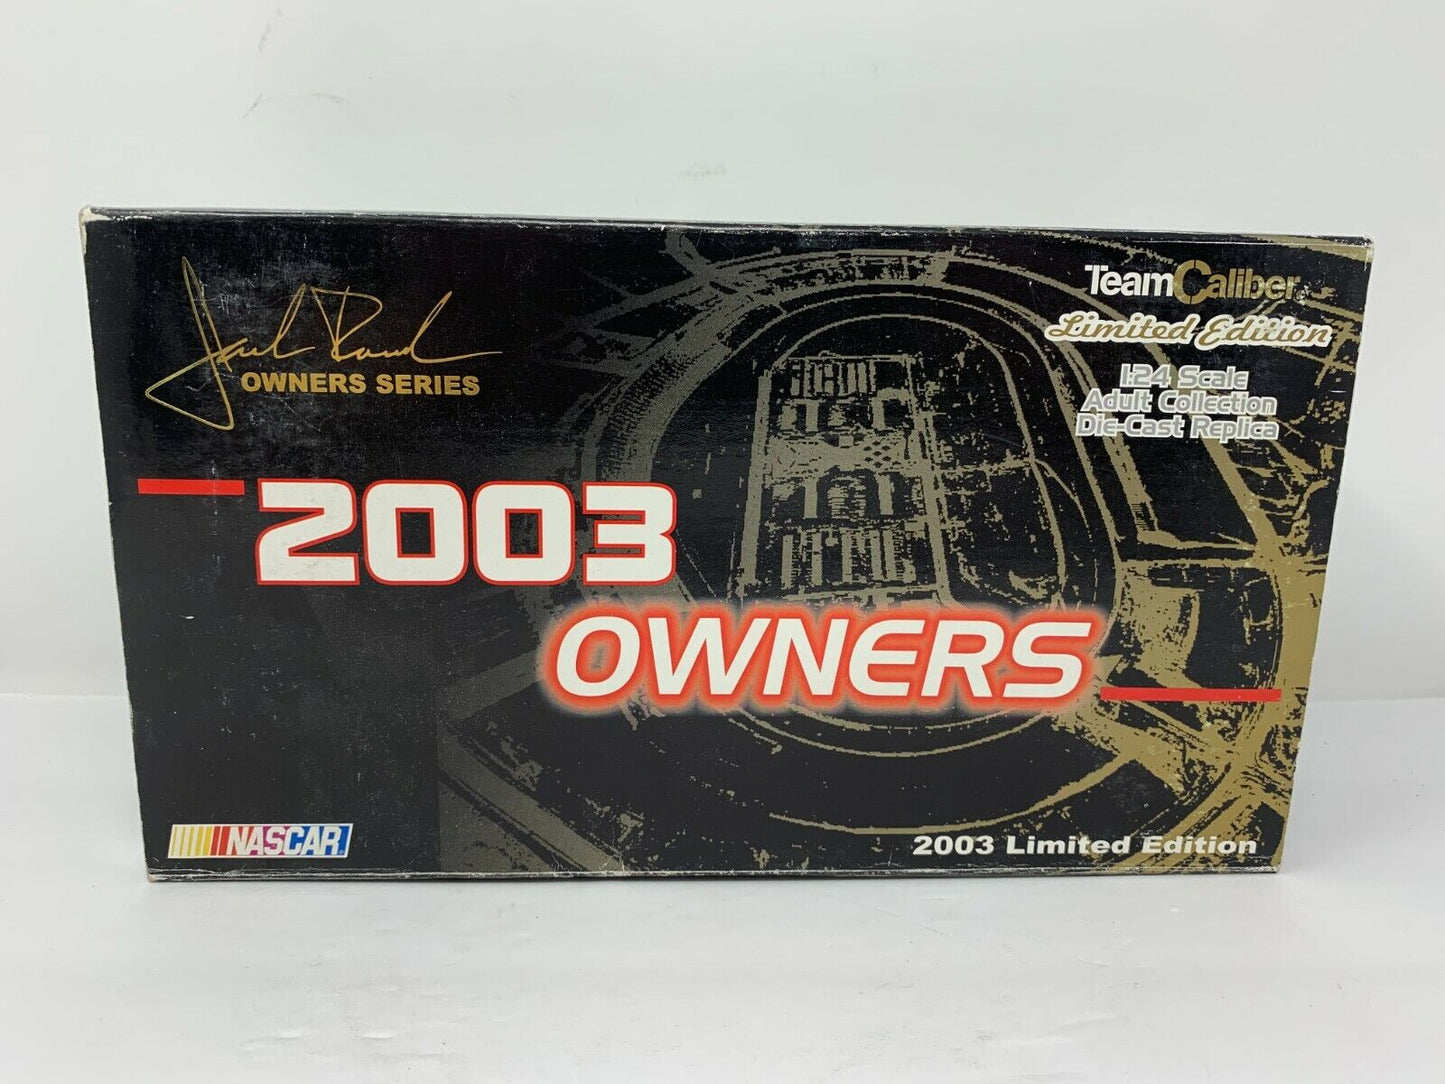 OWNERS SERIES
TeamCaliber
Limited Edition
1:24 Scale
Adult Collection
Die-Cast Replica
2003
OWNERS
NASCAR
2003 Limited Edition